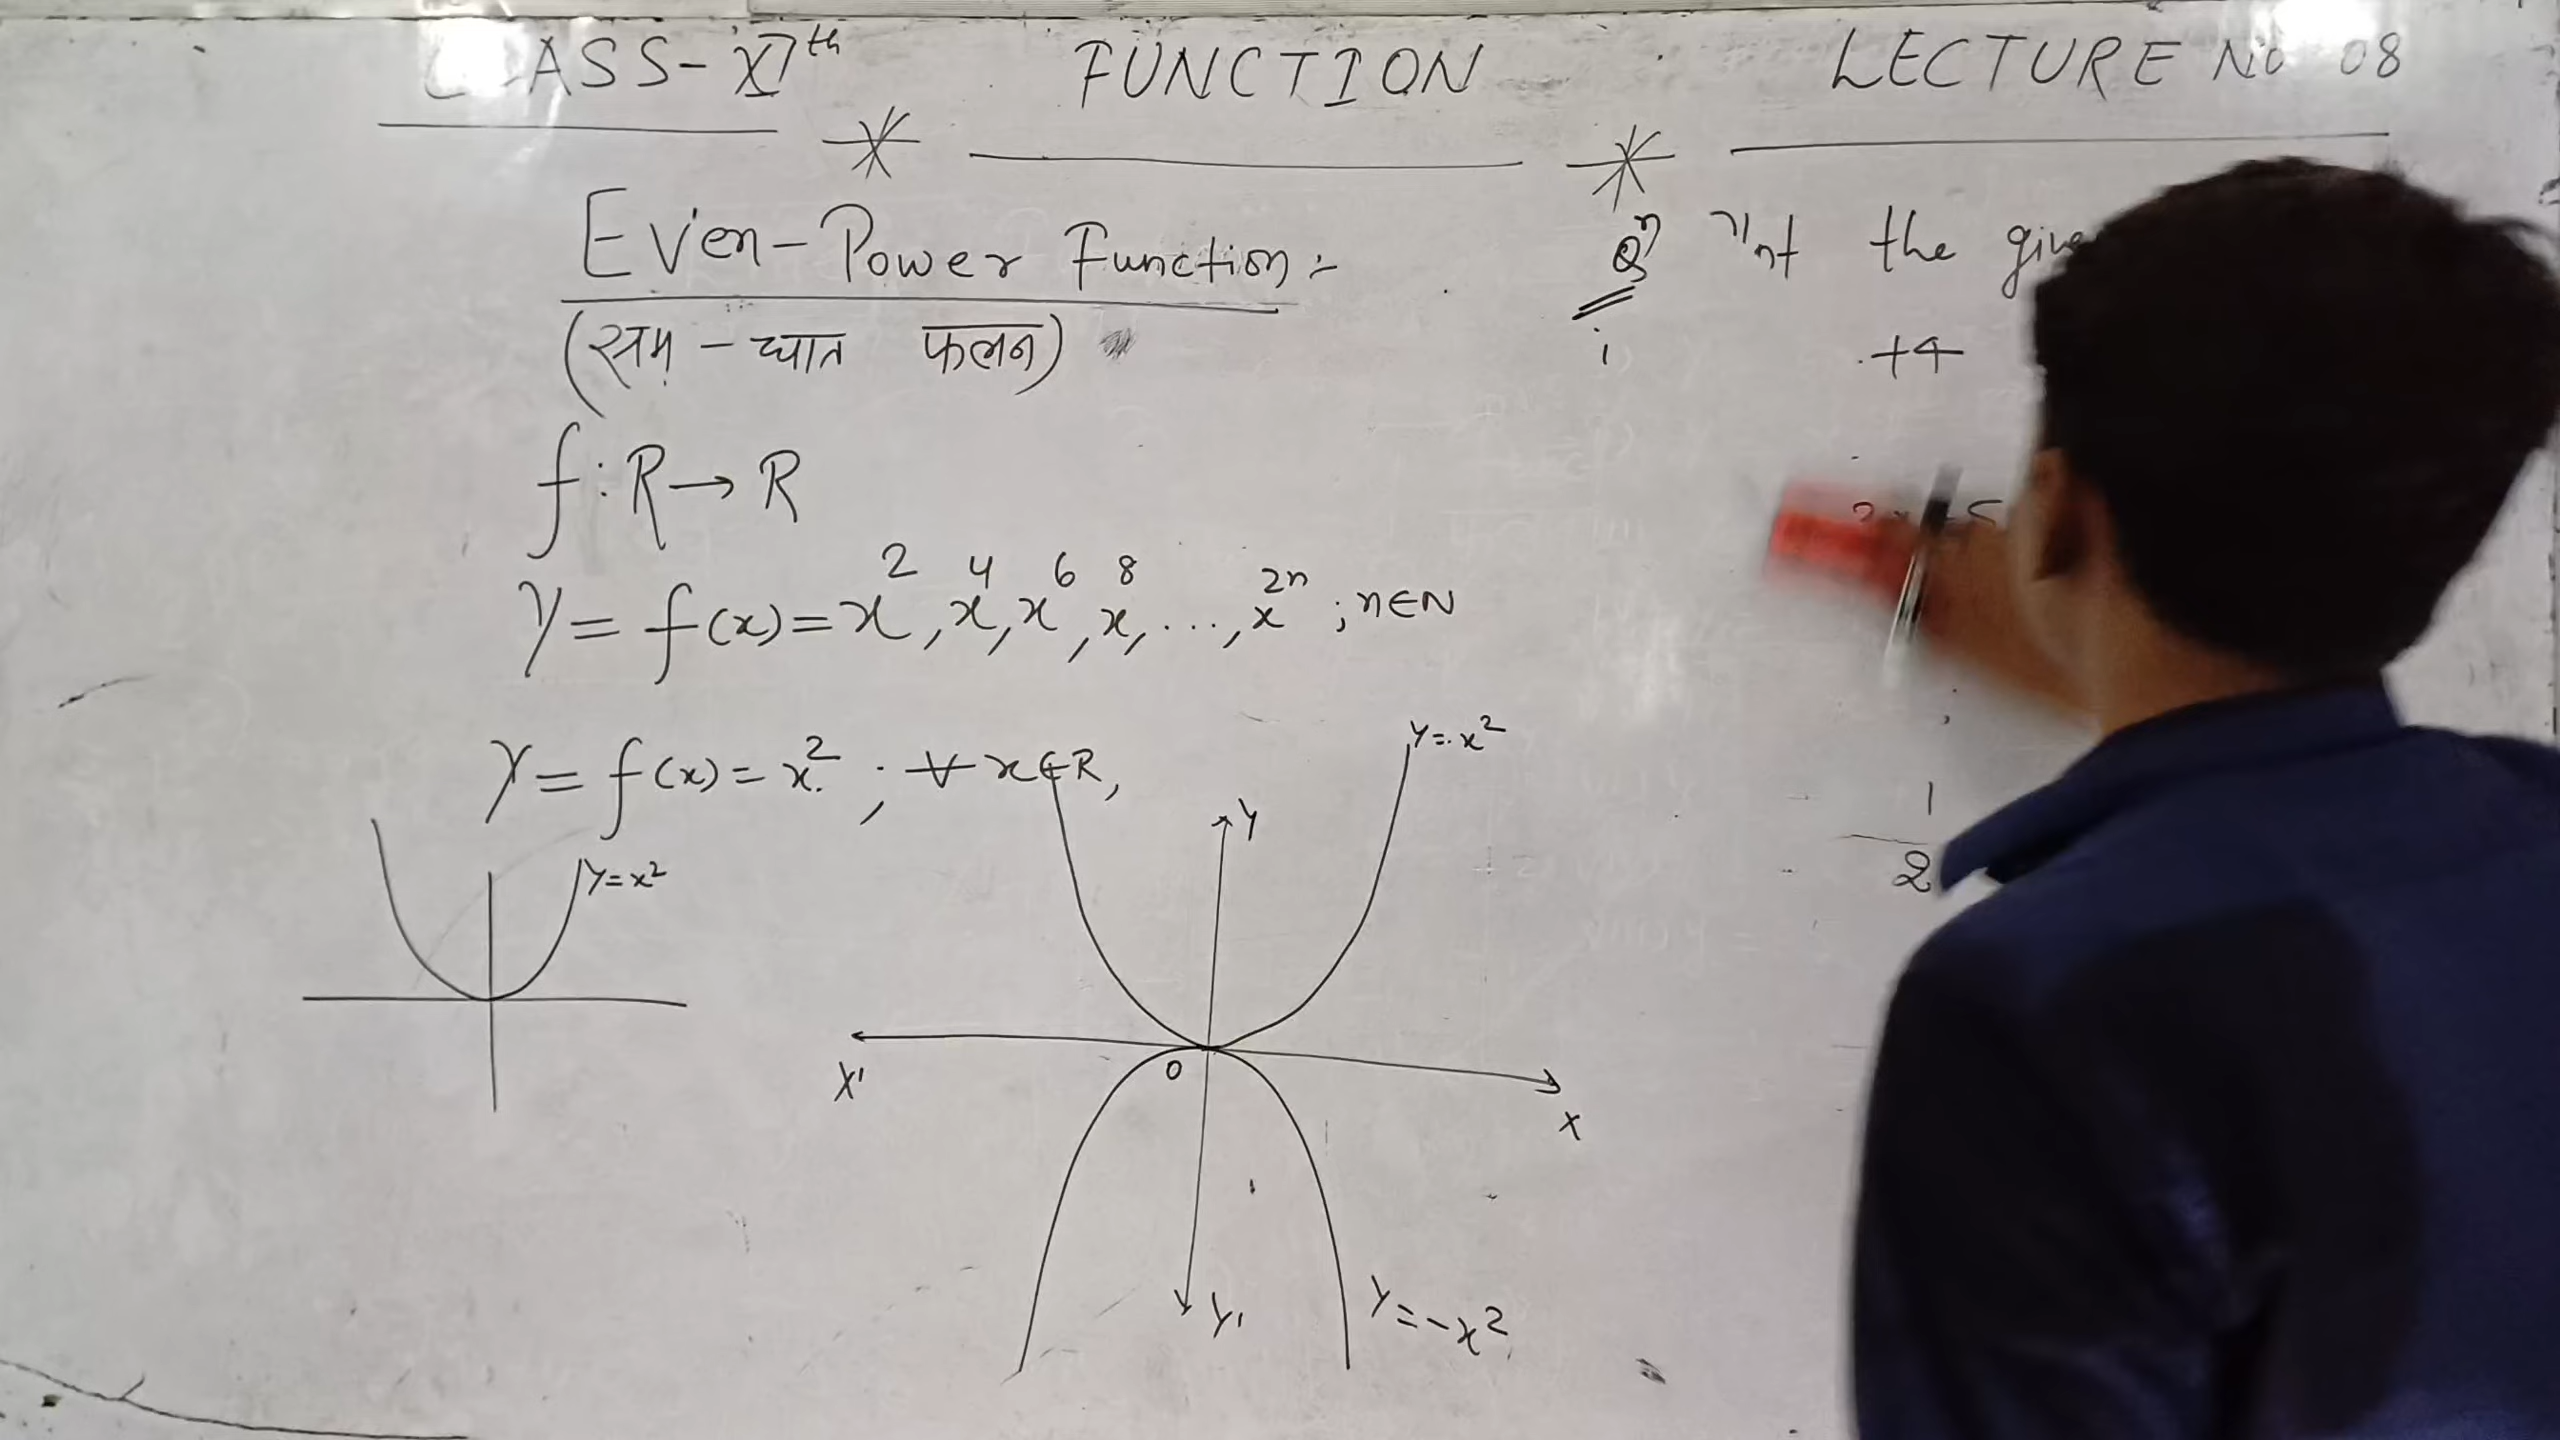 CLASS-XIth FUNCTION LECTURE No 08
Even-Power Function:-
(सम-घात फलन)
f:R→R
y=f(x)=x²,x⁴,x⁶,x⁸,...,x²ⁿ;n∈N
y=f(x)=x²;∀x∈R,
y=x²
y=x²
Y
X'
O
X
Y'
y=-x²
Qⁿ the
i +4
1
2